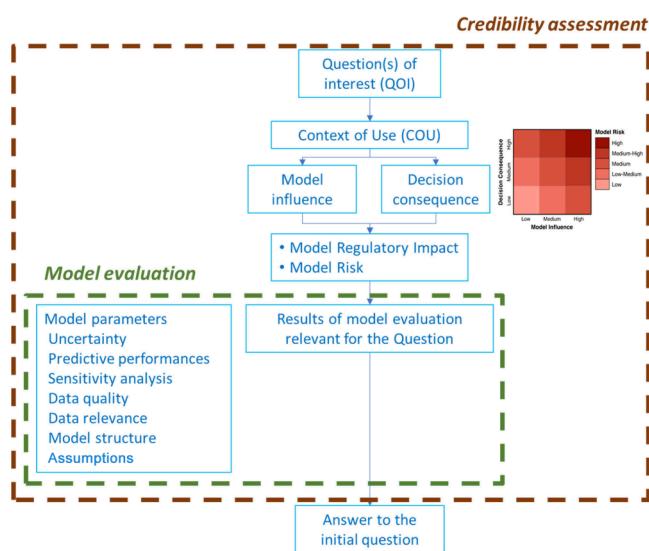 Credibility assessment
Question(s) of
interest (QOI)
Context of Use (COU)
Model
influence
Decision
consequence
Decision Consequence
High
Medium
Low
Low
Medium
High
Model Influence
Model Risk
High
Medium-High
Medium
Low-Medium
Low
• Model Regulatory Impact
• Model Risk
Model evaluation
Model parameters
Uncertainty
Predictive performances
Sensitivity analysis
Data quality
Data relevance
Model structure
Assumptions
Results of model evaluation
relevant for the Question
Answer to the
initial question